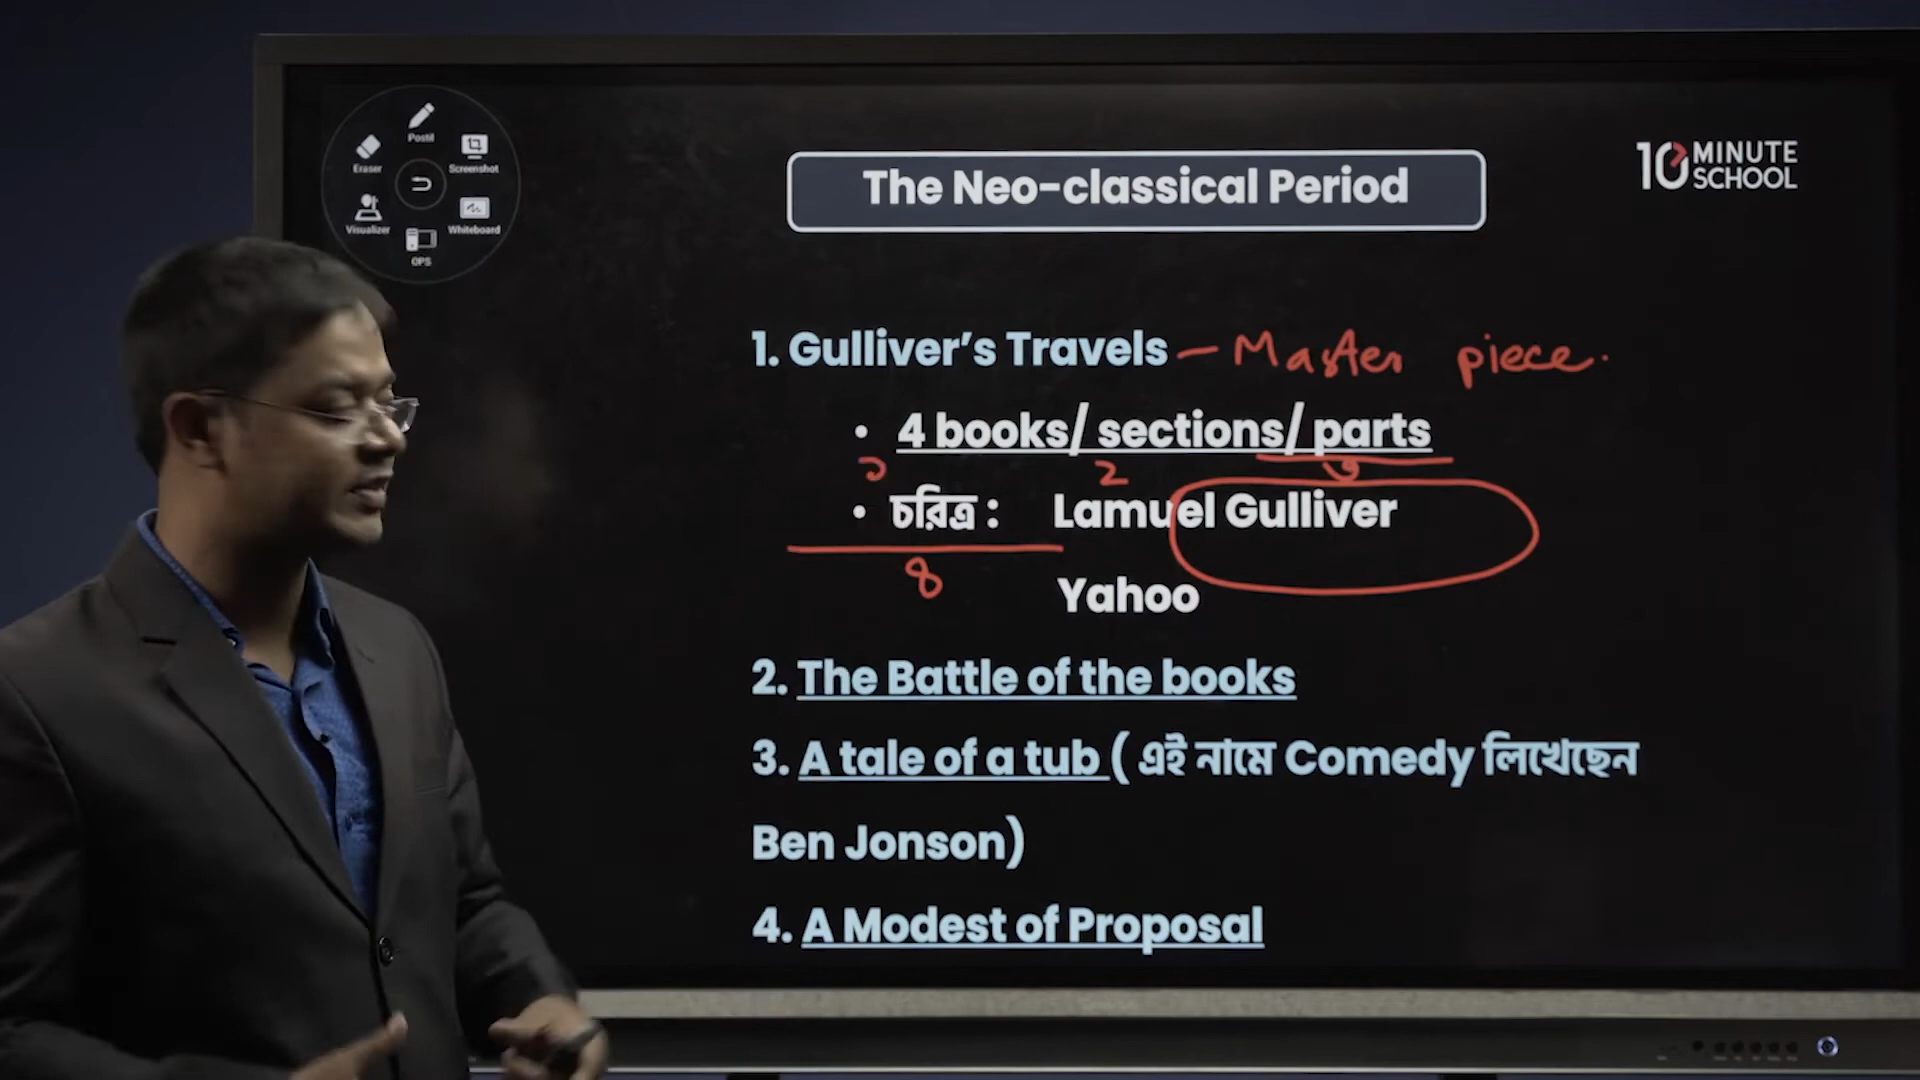 Postil
Eraser
Screenshot
Visualizer
Whiteboard
OPS
The Neo-classical Period
10 MINUTE
SCHOOL
1. Gulliver's Travels – Master piece.
• 4 books/ sections/ parts
১ 2 ৩
• চরিত্র : Lamuel Gulliver
৪
Yahoo
2. The Battle of the books
3. A tale of a tub ( এই নামে Comedy লিখেছেন
Ben Jonson)
4. A Modest of Proposal